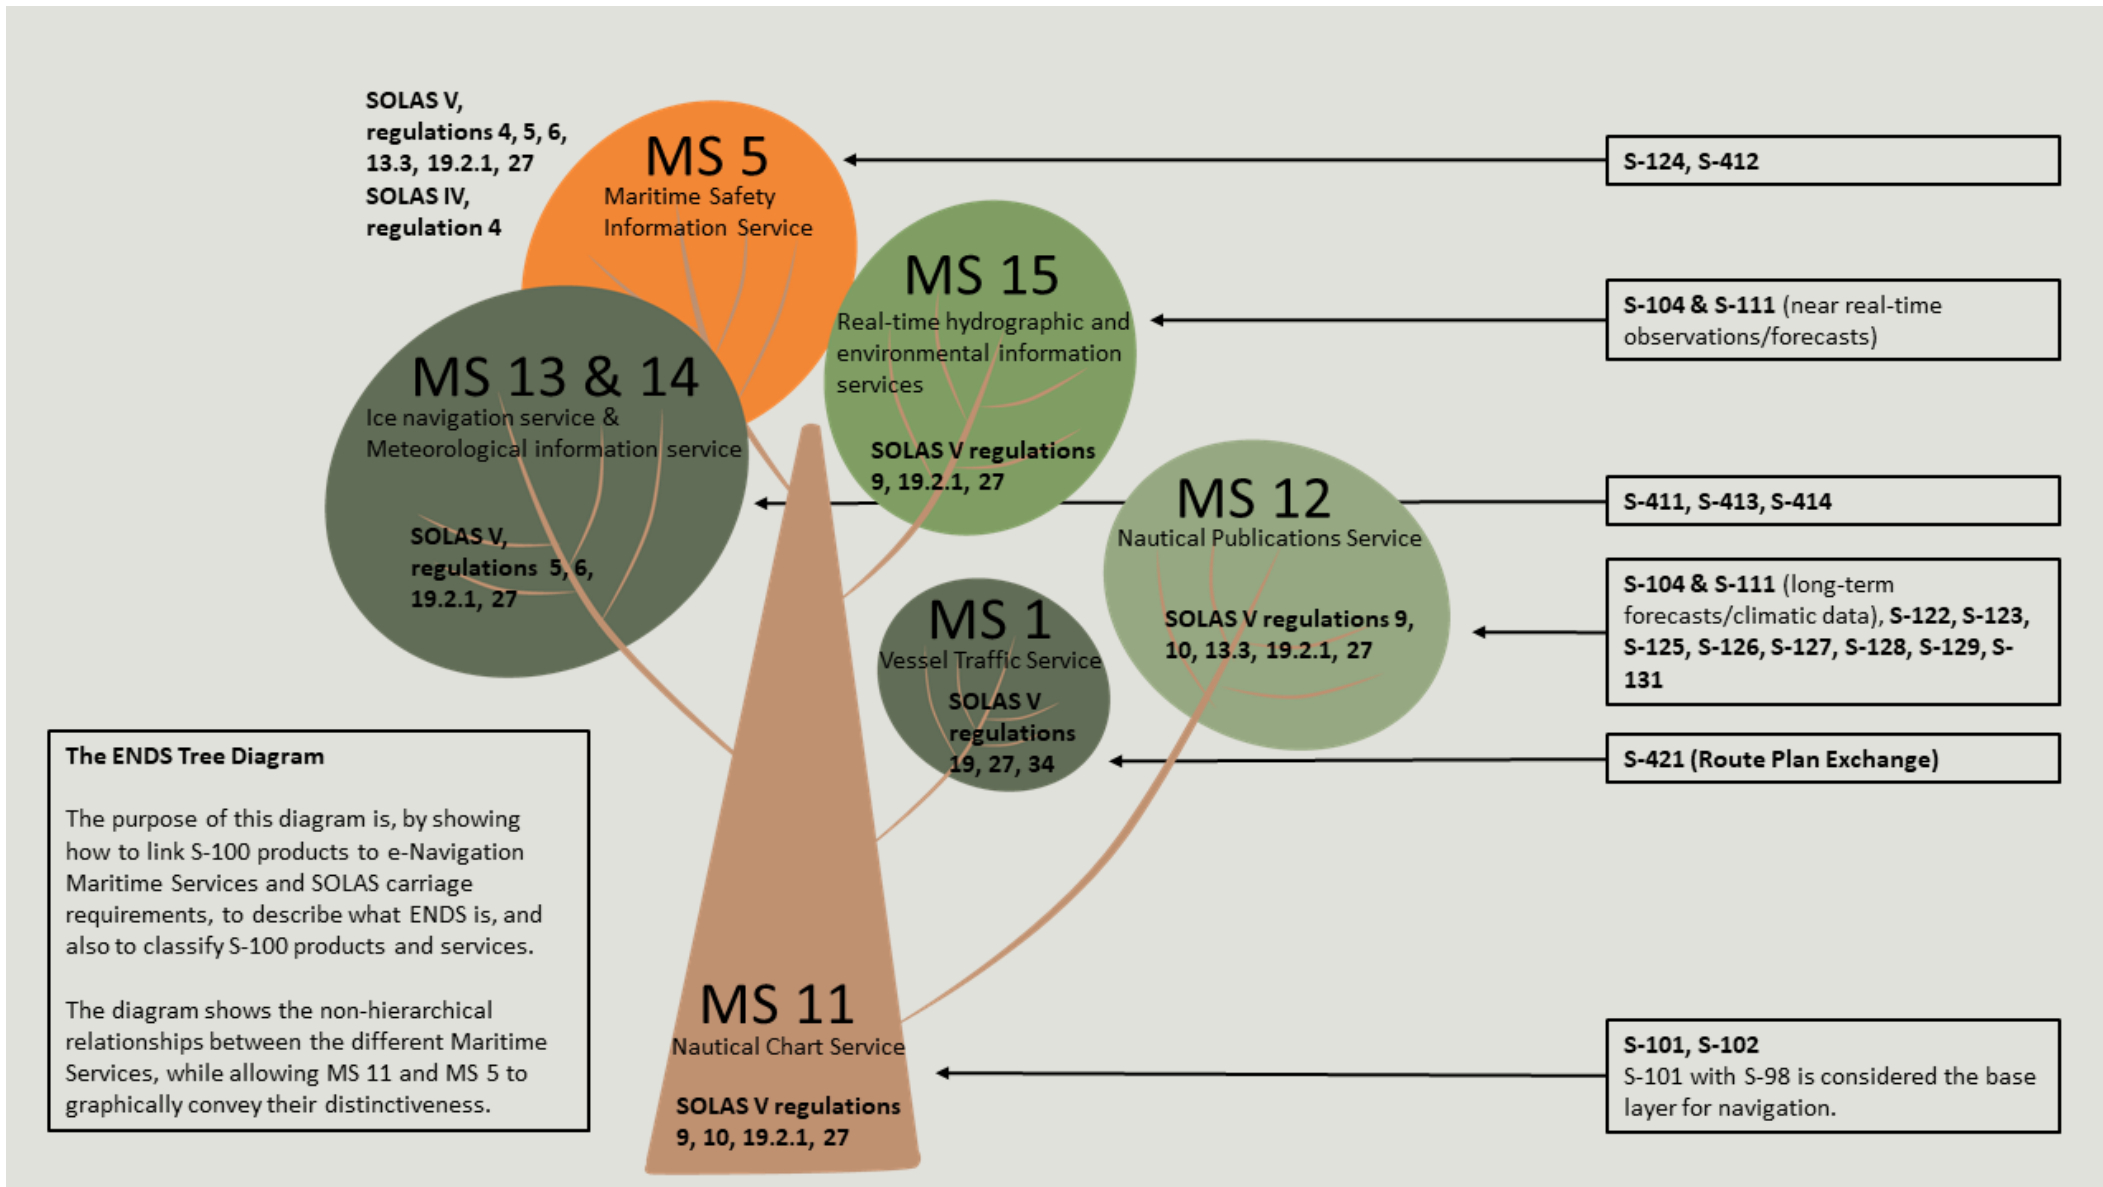 SOLAS V,
regulations 4, 5, 6,
13.3, 19.2.1, 27
SOLAS IV,
regulation 4
MS 5
Maritime Safety
Information Service
S-124, S-412
MS 15
Real-time hydrographic and
environmental information
services
SOLAS V regulations
9, 19.2.1, 27
S-104 & S-111 (near real-time
observations/forecasts)
MS 13 & 14
Ice navigation service &
Meteorological information service
SOLAS V,
regulations 5, 6,
19.2.1, 27
S-411, S-413, S-414
MS 12
Nautical Publications Service
SOLAS V regulations 9,
10, 13.3, 19.2.1, 27
S-104 & S-111 (long-term
forecasts/climatic data), S-122, S-123,
S-125, S-126, S-127, S-128, S-129, S-
131
MS 1
Vessel Traffic Service
SOLAS V
regulations
19, 27, 34
S-421 (Route Plan Exchange)
The ENDS Tree Diagram
The purpose of this diagram is, by showing
how to link S-100 products to e-Navigation
Maritime Services and SOLAS carriage
requirements, to describe what ENDS is, and
also to classify S-100 products and services.
The diagram shows the non-hierarchical
relationships between the different Maritime
Services, while allowing MS 11 and MS 5 to
graphically convey their distinctiveness.
MS 11
Nautical Chart Service
SOLAS V regulations
9, 10, 19.2.1, 27
S-101, S-102
S-101 with S-98 is considered the base
layer for navigation.